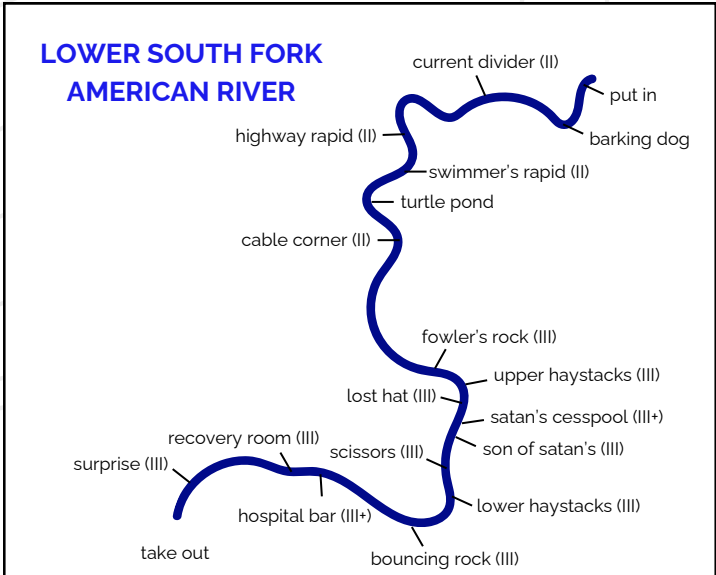 LOWER SOUTH FORK
AMERICAN RIVER
current divider (II)
put in
barking dog
highway rapid (II)
swimmer's rapid (II)
turtle pond
cable corner (II)
fowler's rock (III)
upper haystacks (III)
lost hat (III)
satan's cesspool (III+)
son of satan's (III)
scissors (III)
recovery room (III)
surprise (III)
hospital bar (III+)
lower haystacks (III)
bouncing rock (III)
take out